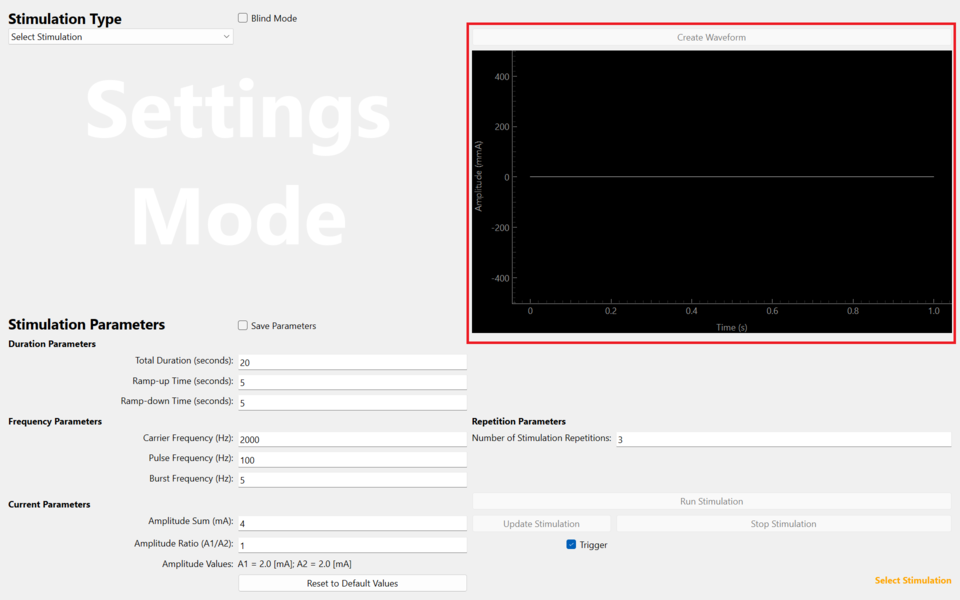 Stimulation Type
Blind Mode
Select Stimulation
Settings
Mode
Create Waveform
400
200
0
-200
-400
Amplitude (mmA)
0 0.2 0.4 0.6 0.8 1.0
Time (s)
Stimulation Parameters
Save Parameters
Duration Parameters
Total Duration (seconds): 20
Ramp-up Time (seconds): 5
Ramp-down Time (seconds): 5
Frequency Parameters
Carrier Frequency (Hz): 2000
Pulse Frequency (Hz): 100
Burst Frequency (Hz): 5
Current Parameters
Amplitude Sum (mA): 4
Amplitude Ratio (A1/A2): 1
Amplitude Values: A1 = 2.0 [mA]; A2 = 2.0 [mA]
Reset to Default Values
Repetition Parameters
Number of Stimulation Repetitions: 3
Run Stimulation
Update Stimulation
Stop Stimulation
Trigger
Select Stimulation